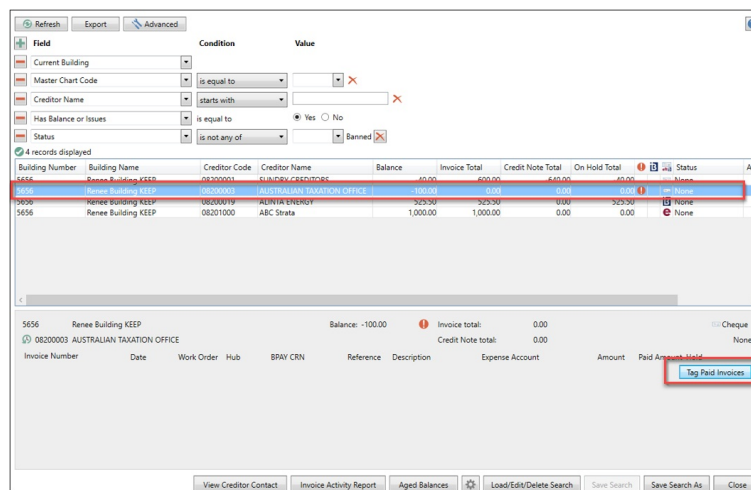 Refresh Export Advanced
Field Condition Value
Current Building
Master Chart Code is equal to
Creditor Name starts with
Has Balance or Issues is equal to Yes No
Status is not any of Banned
4 records displayed
Building Number Building Name Creditor Code Creditor Name Balance Invoice Total Credit Note Total On Hold Total Status A
5656 Renee Building KEEP 08200001 SUNDRY CREDITORS -40.00 600.00 640.00 40.00 None
5656 Renee Building KEEP 08200003 AUSTRALIAN TAXATION OFFICE -100.00 0.00 0.00 0.00 None
5656 Renee Building KEEP 08200019 ALINTA ENERGY 525.50 525.50 0.00 525.50 None
5656 Renee Building KEEP 08201000 ABC Strata 1,000.00 1,000.00 0.00 0.00 None
5656 Renee Building KEEP Balance: -100.00 Invoice total: 0.00 Cheque
08200003 AUSTRALIAN TAXATION OFFICE Credit Note total: 0.00 None
Invoice Number Date Work Order Hub BPAY CRN Reference Description Expense Account Amount Paid Amount Hold
Tag Paid Invoices
View Creditor Contact Invoice Activity Report Aged Balances Load/Edit/Delete Search Save Search Save Search As Close